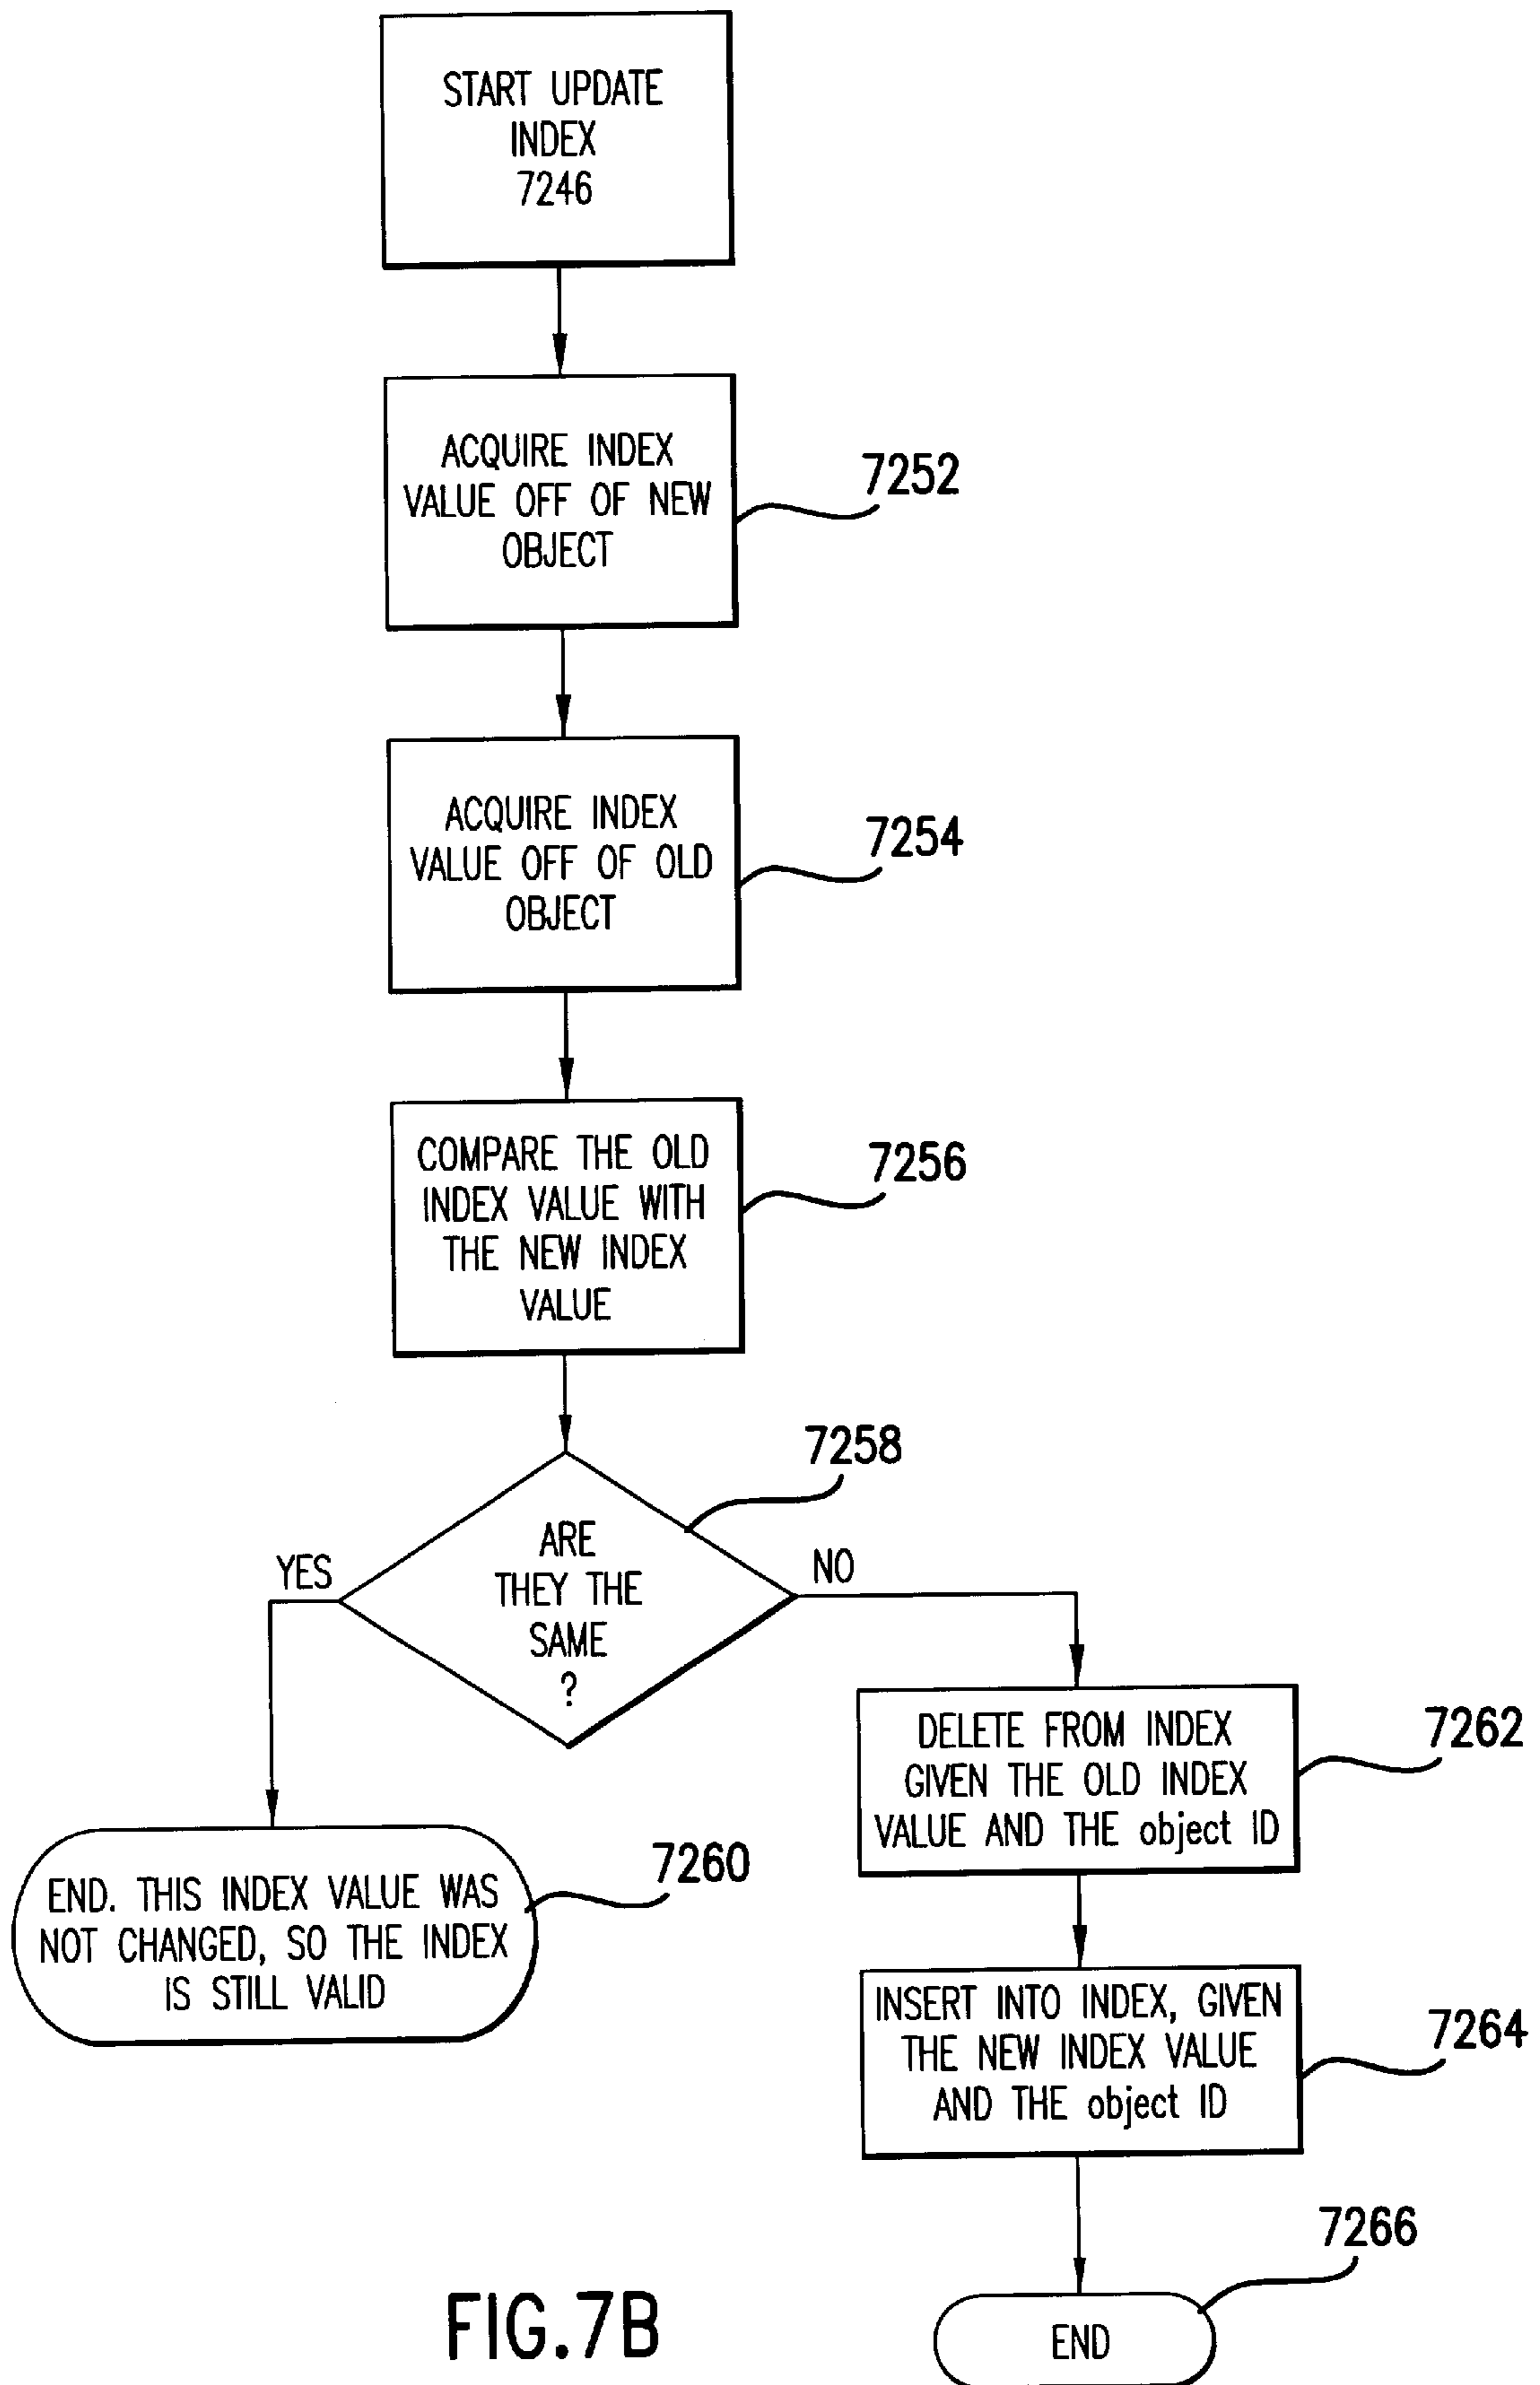 START UPDATE
INDEX
7246
ACQUIRE INDEX
VALUE OFF OF NEW
OBJECT
7252
ACQUIRE INDEX
VALUE OFF OF OLD
OBJECT
7254
COMPARE THE OLD
INDEX VALUE WITH
THE NEW INDEX
VALUE
7256
7258
ARE
THEY THE
SAME
?
YES
NO
END. THIS INDEX VALUE WAS
NOT CHANGED, SO THE INDEX
IS STILL VALID
7260
DELETE FROM INDEX
GIVEN THE OLD INDEX
VALUE AND THE object ID
7262
INSERT INTO INDEX, GIVEN
THE NEW INDEX VALUE
AND THE object ID
7264
7266
END
FIG.7B